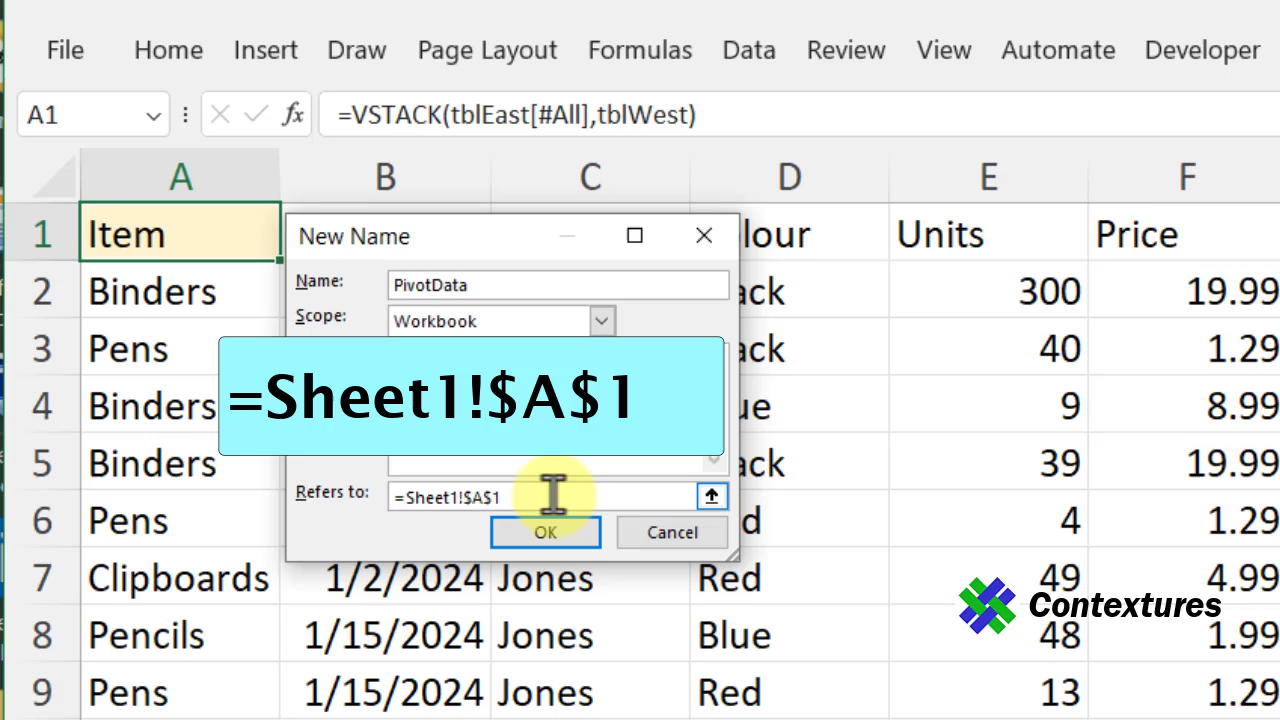 File Home Insert Draw Page Layout Formulas Data Review View Automate Developer
A1 fx =VSTACK(tblEast[#All],tblWest)
A B C D E F
1 Item lour Units Price
New Name
Name: PivotData
Scope: Workbook
=Sheet1!$A$1
Refers to: =Sheet1!$A$1
OK Cancel
2 Binders ack 300 19.99
3 Pens ack 40 1.29
4 Binders ue 9 8.99
5 Binders ack 39 19.99
6 Pens d 4 1.29
7 Clipboards 1/2/2024 Jones Red 49 4.99
8 Pencils 1/15/2024 Jones Blue 48 1.99
9 Pens 1/15/2024 Jones Red 13 1.29
Contextures